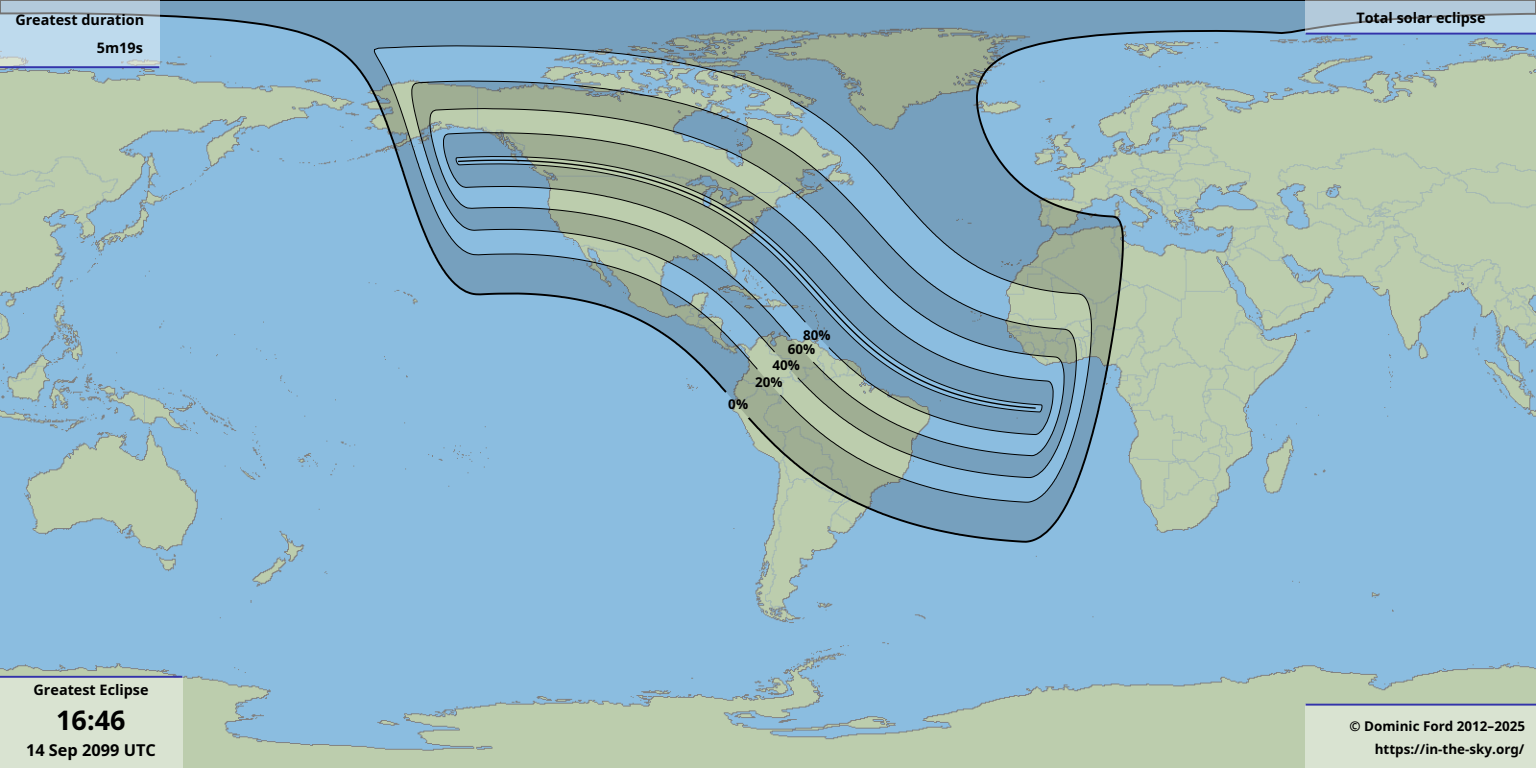 Greatest duration
5m19s
Total solar eclipse
80%
60%
40%
20%
0%
Greatest Eclipse
16:46
14 Sep 2099 UTC
© Dominic Ford 2012–2025
https://in-the-sky.org/